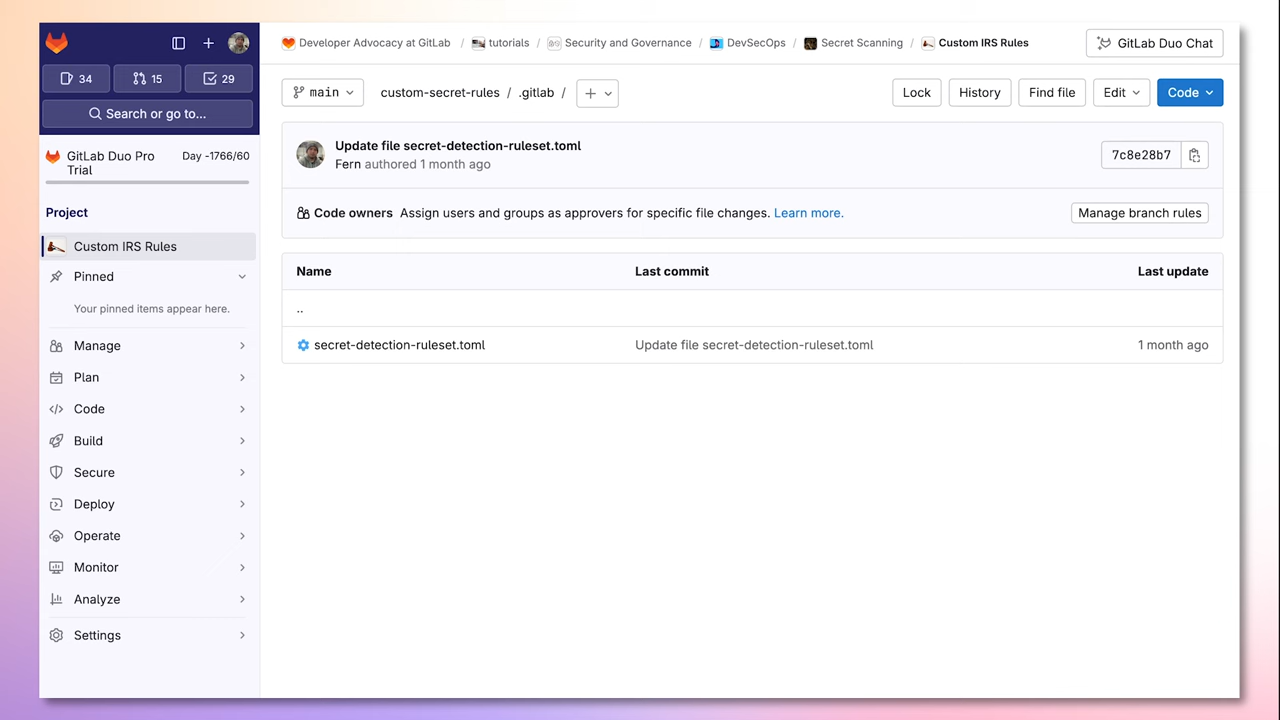 Developer Advocacy at GitLab / tutorials / Security and Governance / DevSecOps / Secret Scanning / Custom IRS Rules
GitLab Duo Chat
34 15 29
Search or go to...
GitLab Duo Pro Trial Day -1766/60
Project
Custom IRS Rules
Pinned
Your pinned items appear here.
Manage
Plan
Code
Build
Secure
Deploy
Operate
Monitor
Analyze
Settings
main custom-secret-rules / .gitlab / Lock History Find file Edit Code
Update file secret-detection-ruleset.toml
Fern authored 1 month ago
7c8e28b7
Code owners Assign users and groups as approvers for specific file changes. Learn more.
Manage branch rules
Name Last commit Last update
..
secret-detection-ruleset.toml Update file secret-detection-ruleset.toml 1 month ago